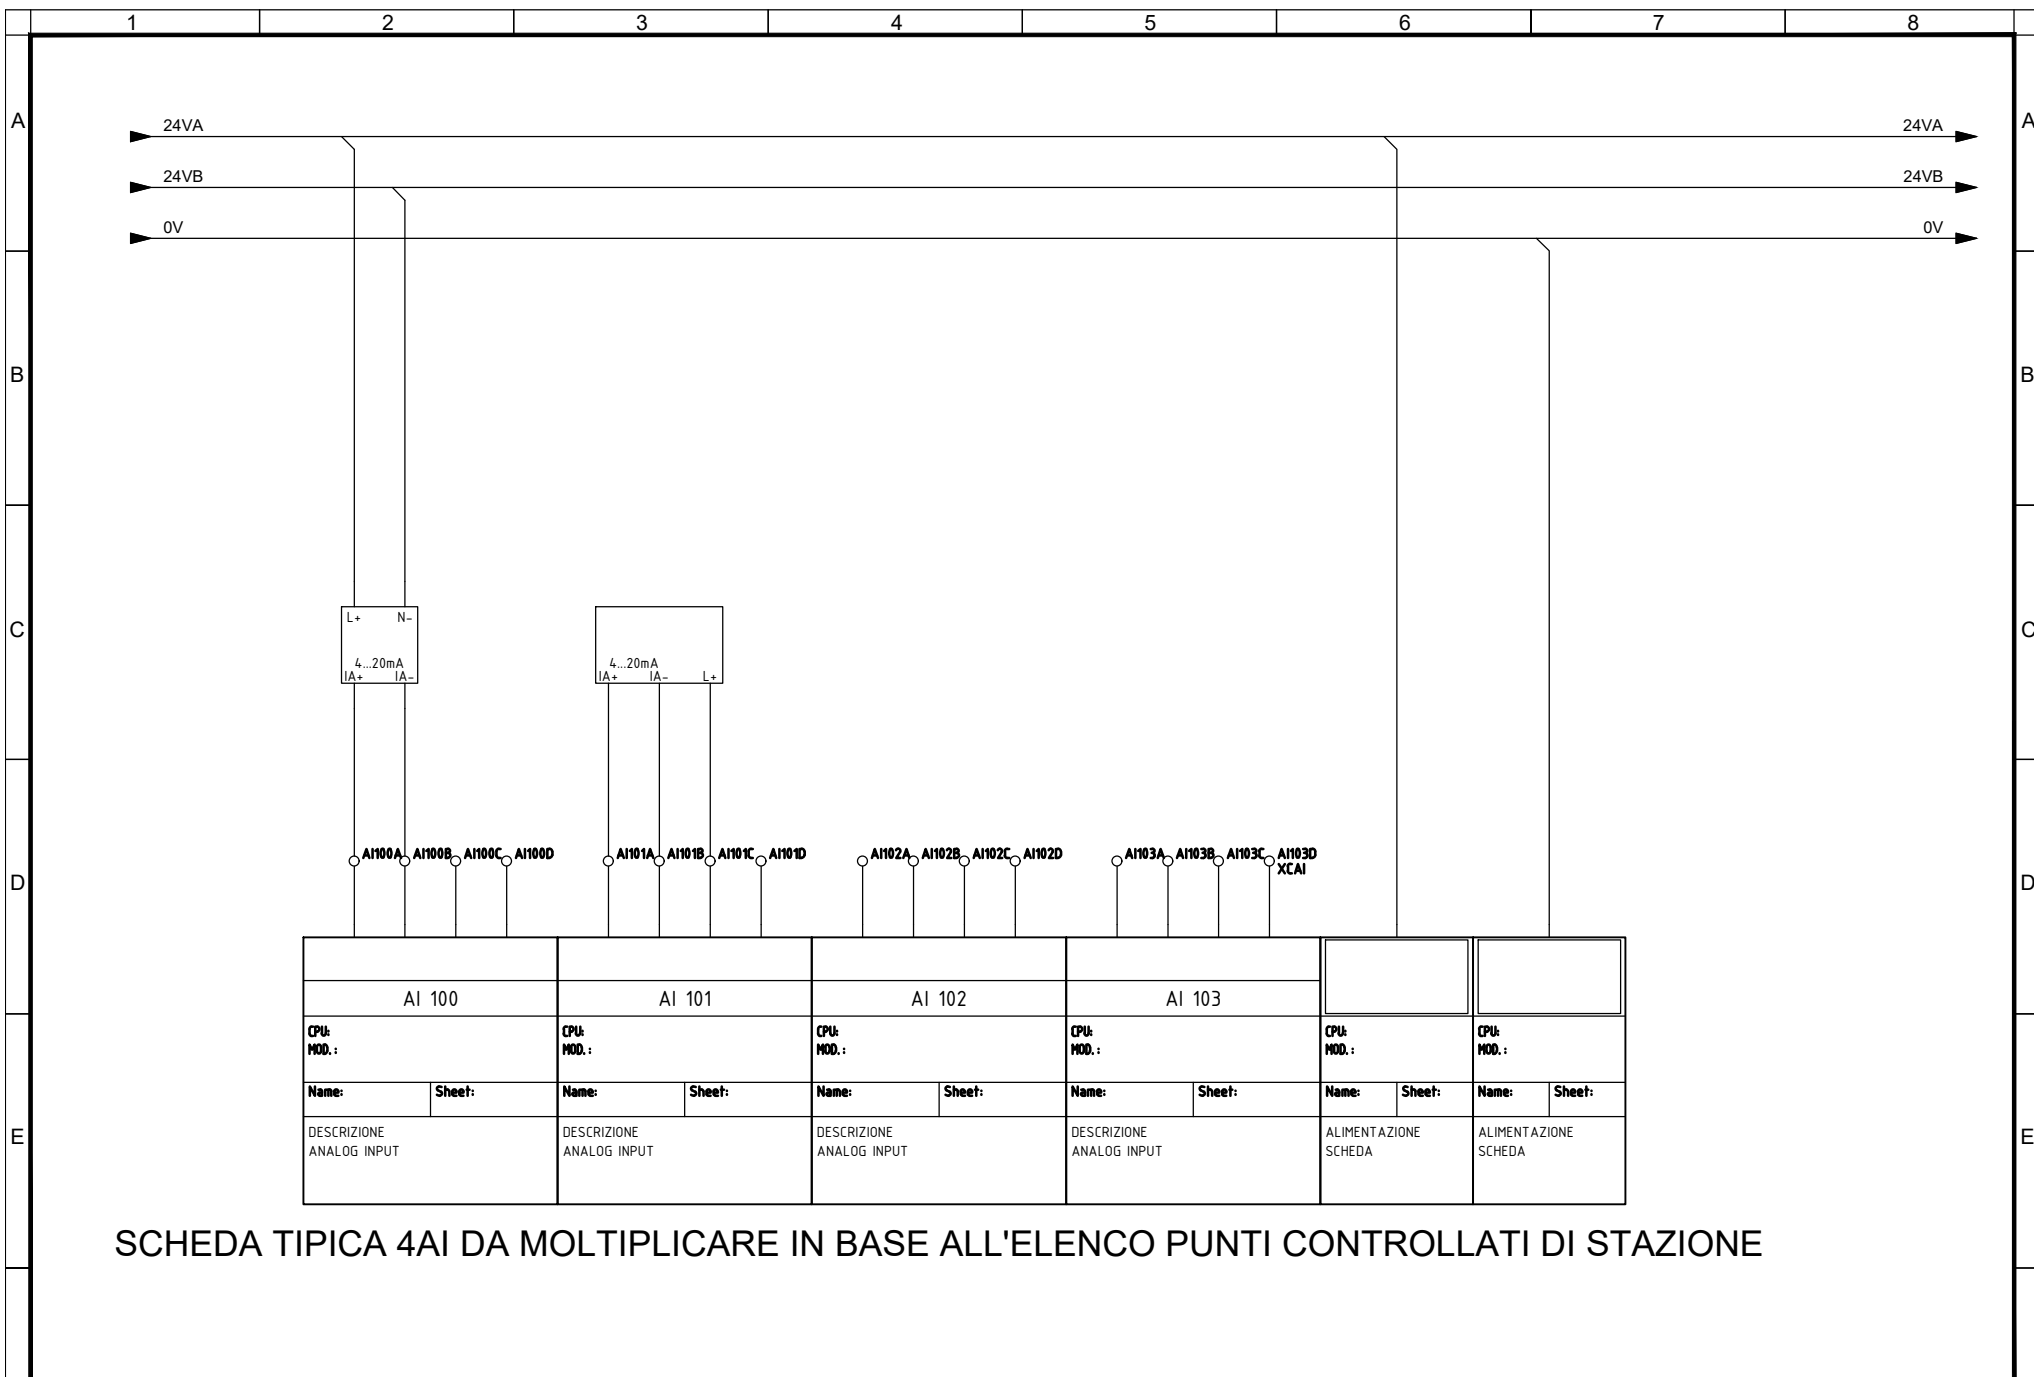 1 2 3 4 5 6 7 8
A A
24VA 24VA
24VB 24VB
0V 0V
B B
C C
L+ N-
4...20mA 4...20mA
IA+ IA- IA+ IA- L+
AI100A AI100B AI100C AI100D AI101A AI101B AI101C AI101D AI102A AI102B AI102C AI102D AI103A AI103B AI103C AI103D
XCAI
D D
AI 100 AI 101 AI 102 AI 103
CPU: CPU: CPU: CPU: CPU: CPU:
MOD.: MOD.: MOD.: MOD.: MOD.: MOD.:
Name: Sheet: Name: Sheet: Name: Sheet: Name: Sheet: Name: Sheet: Name: Sheet:
E E
DESCRIZIONE DESCRIZIONE DESCRIZIONE DESCRIZIONE ALIMENTAZIONE ALIMENTAZIONE
ANALOG INPUT ANALOG INPUT ANALOG INPUT ANALOG INPUT SCHEDA SCHEDA
SCHEDA TIPICA 4AI DA MOLTIPLICARE IN BASE ALL'ELENCO PUNTI CONTROLLATI DI STAZIONE